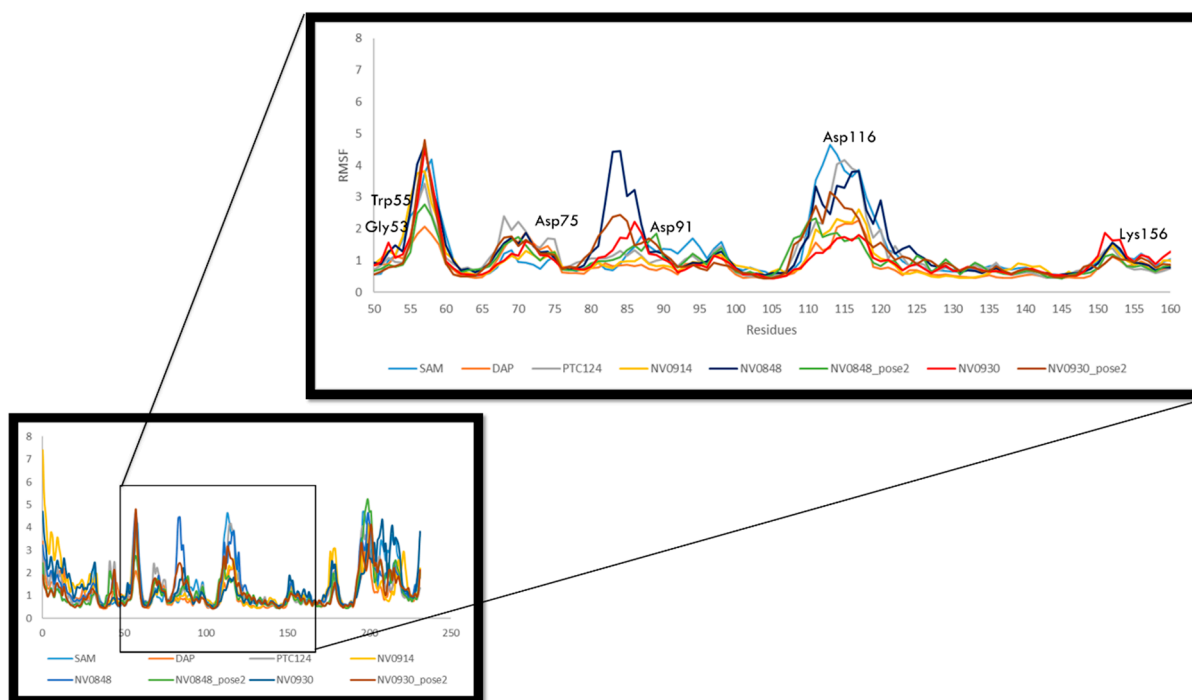 8
7
6
5
4
3
2
1
0
RMSF
Trp55
Gly53
Asp75
Asp91
Asp116
Lys156
50 55 60 65 70 75 80 85 90 95 100 105 110 115 120 125 130 135 140 145 150 155 160
Residues
SAM DAP PTC124 NV0914 NV0848 NV0848_pose2 NV0930 NV0930_pose2
8
7
6
5
4
3
2
1
0
0 50 100 150 200 250
SAM DAP PTC124 NV0914
NV0848 NV0848_pose2 NV0930 NV0930_pose2